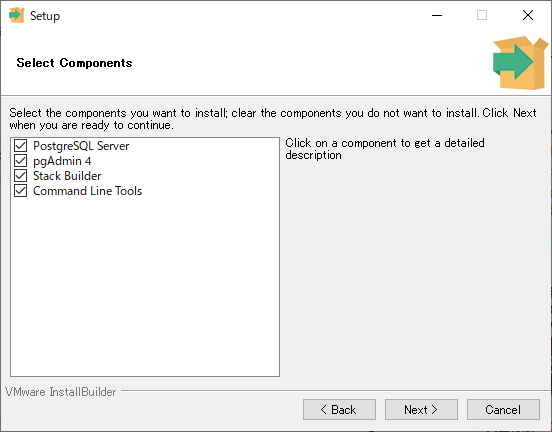 Setup
Select Components
Select the components you want to install; clear the components you do not want to install. Click Next
when you are ready to continue.
PostgreSQL Server
pgAdmin 4
Stack Builder
Command Line Tools
Click on a component to get a detailed
description
VMware InstallBuilder
< Back
Next >
Cancel